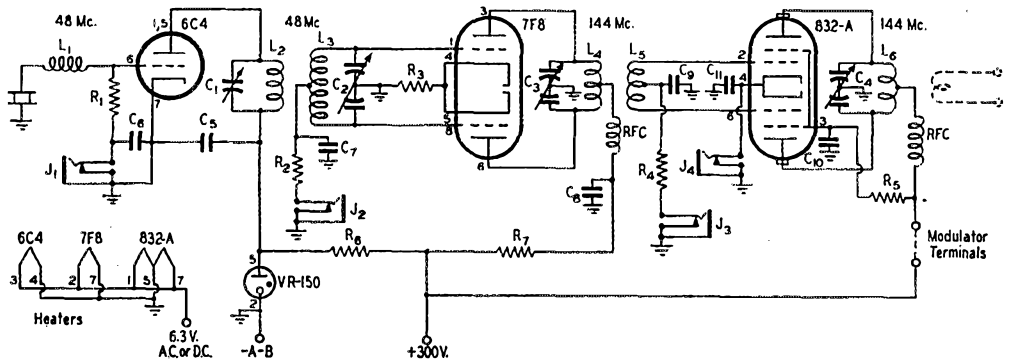 48 Mc.
1,5
6C4
L1
6
R1
7
C6
C5
J1
48 Mc.
L2
C1
L3
C2
R3
R2
C7
J2
1
4
5
8
3
7F8
6
144 Mc.
L4
C3
RFC
C8
L5
C9
C11
R4
J3
J4
2
4
6
832-A
3
C10
144 Mc.
L6
C4
RFC
R5
Modulator
Terminals
R6
R7
5
VR-150
2
-A-B
+300V.
6C4
7F8
832-A
3
4
2
7
1
5
7
Heaters
6.3 V.
A.C. or D.C.